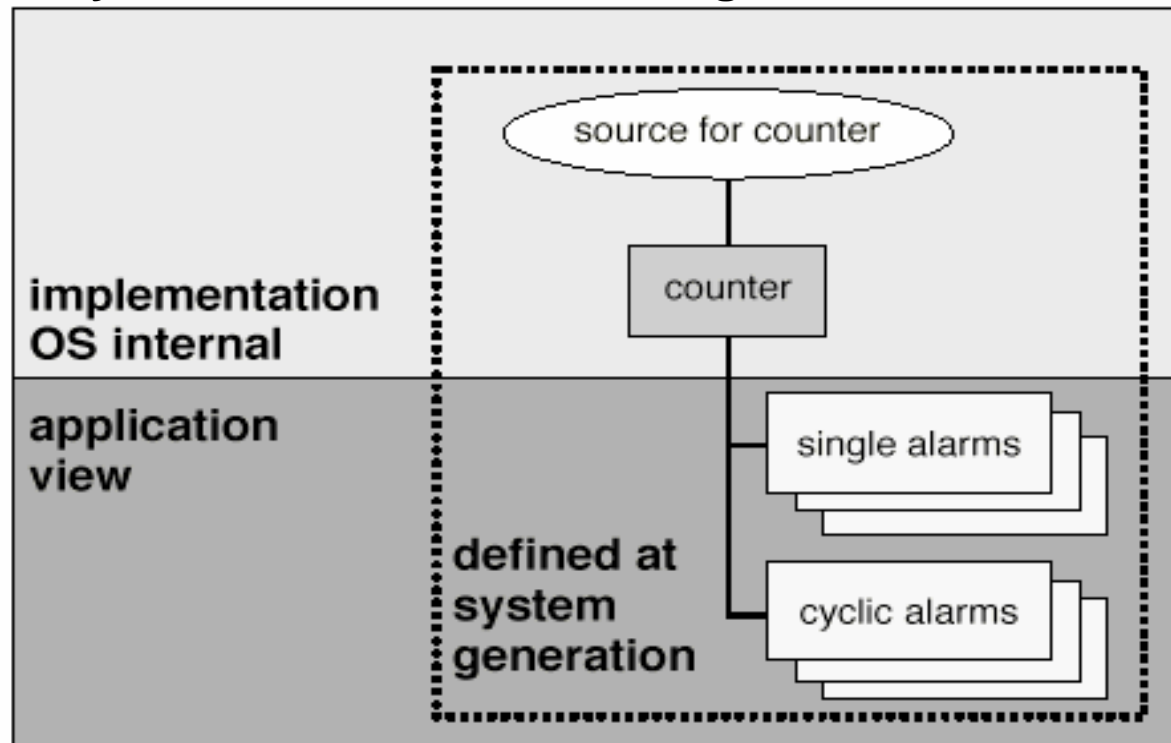 source for counter
counter
implementation
OS internal
application
view
single alarms
defined at
system
generation
cyclic alarms